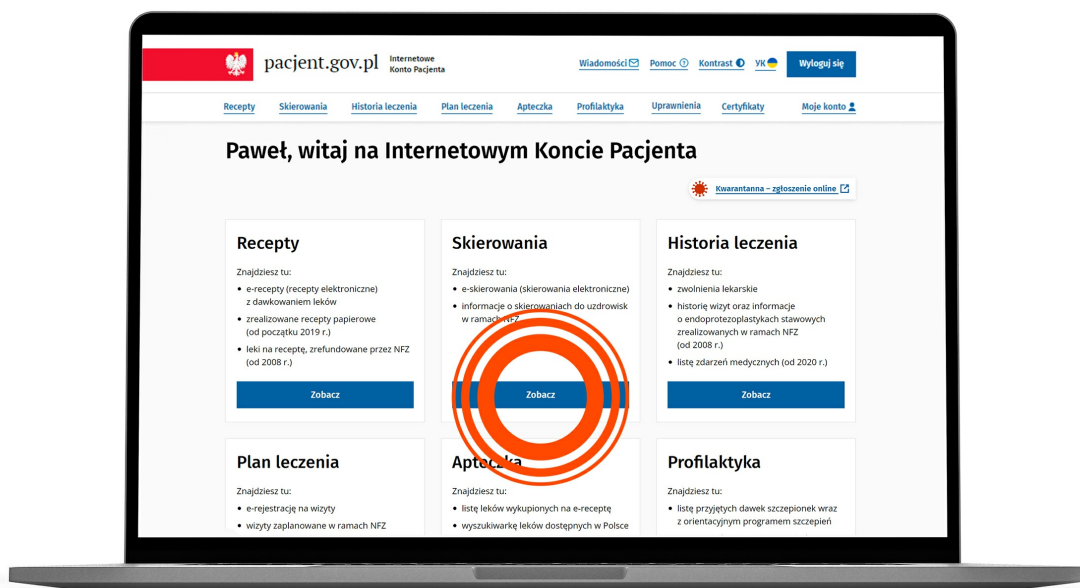 pacjent.gov.pl
Internetowe
Konto Pacjenta
Wiadomości
Pomoc
Kontrast
УК
Wyloguj się
Recepty
Skierowania
Historia leczenia
Plan leczenia
Apteczka
Profilaktyka
Uprawnienia
Certyfikaty
Moje konto
Paweł, witaj na Internetowym Koncie Pacjenta
Kwarantanna – zgłoszenie online
Recepty
Znajdziesz tu:
• e-recepty (recepty elektroniczne)
z dawkowaniem leków
• zrealizowane recepty papierowe
(od początku 2019 r.)
• leki na receptę, zrefundowane przez NFZ
(od 2008 r.)
Zobacz
Skierowania
Znajdziesz tu:
• e-skierowania (skierowania elektroniczne)
• informacje o skierowaniach do uzdrowisk
w ramach NFZ
Zobacz
Historia leczenia
Znajdziesz tu:
• zwolnienia lekarskie
• historię wizyt oraz informacje
o endoprotezoplastykach stawowych
zrealizowanych w ramach NFZ
(od 2008 r.)
• listę zdarzeń medycznych (od 2020 r.)
Zobacz
Plan leczenia
Znajdziesz tu:
• e-rejestrację na wizyty
• wizyty zaplanowane w ramach NFZ
Apteczka
Znajdziesz tu:
• listę leków wykupionych na e-receptę
• wyszukiwarkę leków dostępnych w Polsce
Profilaktyka
Znajdziesz tu:
• listę przyjętych dawek szczepionek wraz
z orientacyjnym programem szczepień